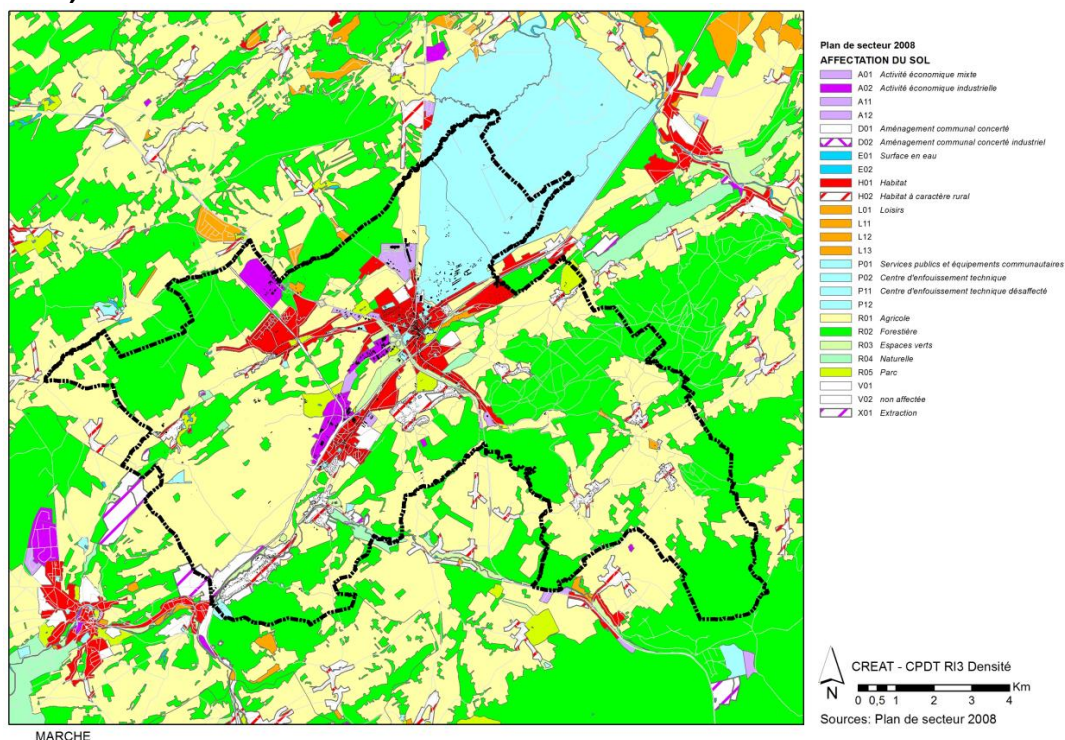 Plan de secteur 2008
AFFECTATION DU SOL
A01 Activité économique mixte
A02 Activité économique industrielle
A11
A12
D01 Aménagement communal concerté
D02 Aménagement communal concerté industriel
E01 Surface en eau
E02
H01 Habitat
H02 Habitat à caractère rural
L01 Loisirs
L11
L12
L13
P01 Services publics et équipements communautaires
P02 Centre d'enfouissement technique
P11 Centre d'enfouissement technique désaffecté
P12
R01 Agricole
R02 Forestière
R03 Espaces verts
R04 Naturelle
R05 Parc
V01
V02 non affectée
X01 Extraction
CREAT - CPDT RI3 Densité
N
Km
0 0,5 1 2 3 4
Sources: Plan de secteur 2008
MARCHE